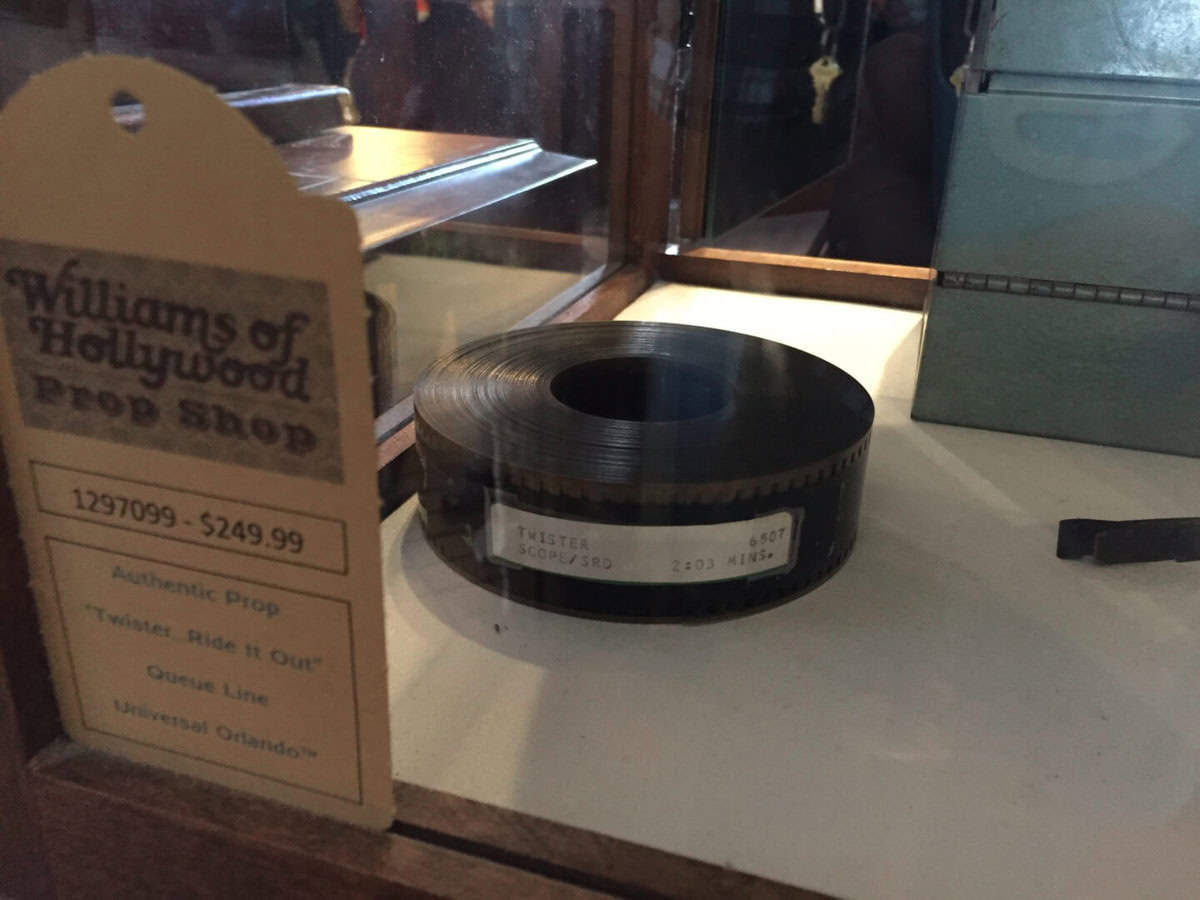 Williams of
Hollywood
Prop Shop
1297099 - $249.99
Authentic Prop
"Twister...Ride It Out"
Queue Line
Universal Orlando™
TWISTER 6507
SCOPE/SRD 2:03 MINS.